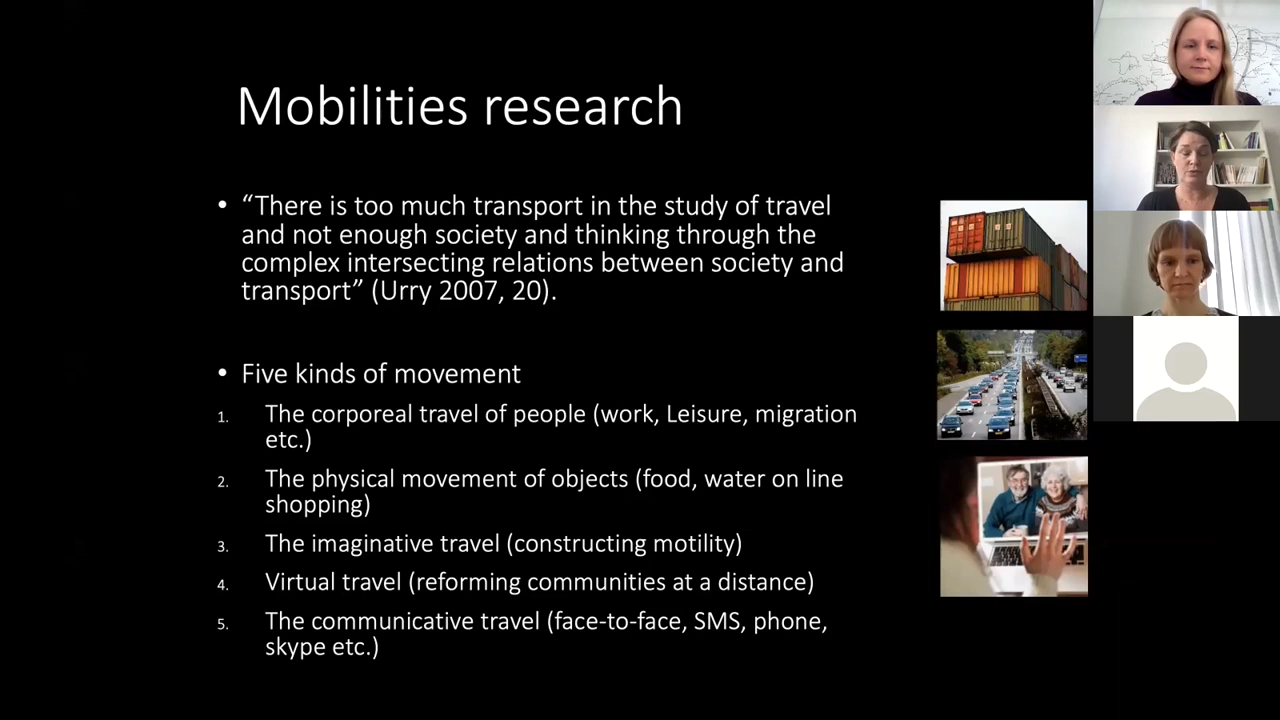 Mobilities research
• “There is too much transport in the study of travel
and not enough society and thinking through the
complex intersecting relations between society and
transport” (Urry 2007, 20).
• Five kinds of movement
1. The corporeal travel of people (work, Leisure, migration
etc.)
2. The physical movement of objects (food, water on line
shopping)
3. The imaginative travel (constructing motility)
4. Virtual travel (reforming communities at a distance)
5. The communicative travel (face-to-face, SMS, phone,
skype etc.)